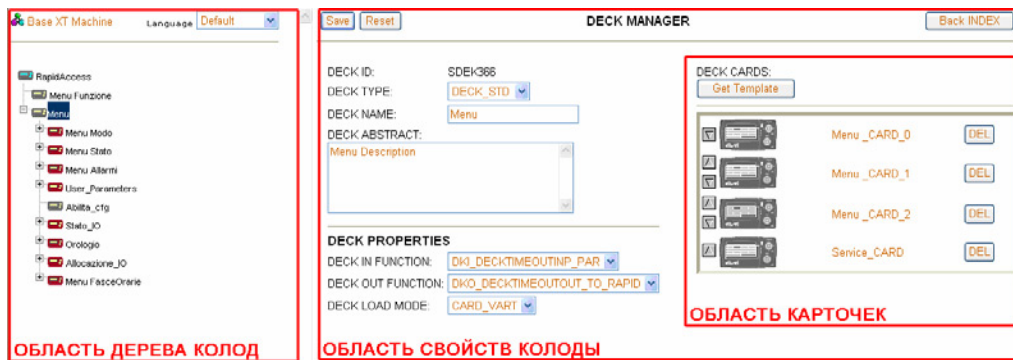 Base XT Machine
Language Default
RapidAccess
Menu Funzione
Menu
Menu Modo
Menu Stato
Menu Allarmi
User_Parameters
Abilita_cfg
Stato_IO
Orologio
Allocazione_IO
Menu FasceOrarie
ОБЛАСТЬ ДЕРЕВА КОЛОД
Save Reset DECK MANAGER Back INDEX
DECK ID: SDEK366
DECK TYPE: DECK_STD
DECK NAME: Menu
DECK ABSTRACT:
Menu Description
DECK PROPERTIES
DECK IN FUNCTION: DKI_DECKTIMEOUTINP_PAR
DECK OUT FUNCTION: DKO_DECKTIMEOUTOUT_TO_RAPID
DECK LOAD MODE: CARD_VART
ОБЛАСТЬ СВОЙСТВ КОЛОДЫ
DECK CARDS:
Get Template
Menu _CARD_0 DEL
Menu _CARD_1 DEL
Menu _CARD_2 DEL
Service_CARD DEL
ОБЛАСТЬ КАРТОЧЕК